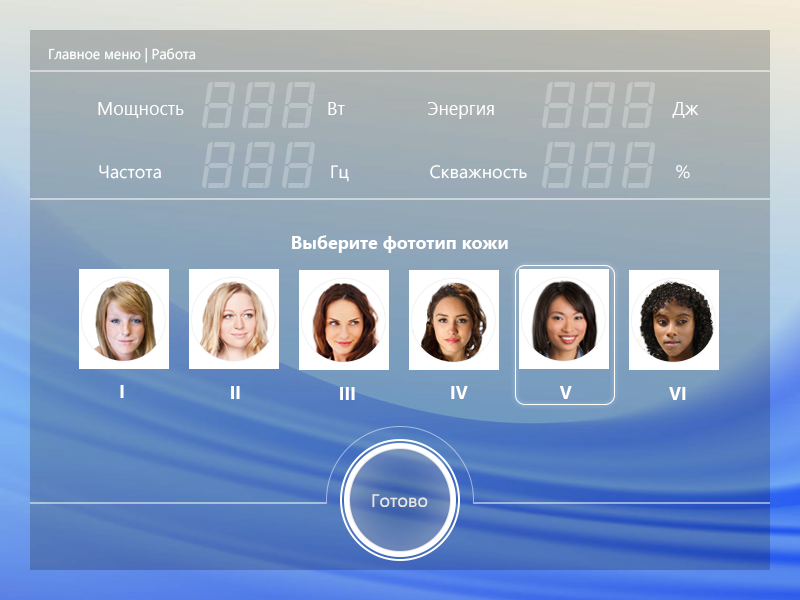 Главное меню | Работа
Мощность 888 Вт Энергия 888 Дж
Частота 888 Гц Скважность 888 %
Выберите фототип кожи
I II III IV V VI
Готово